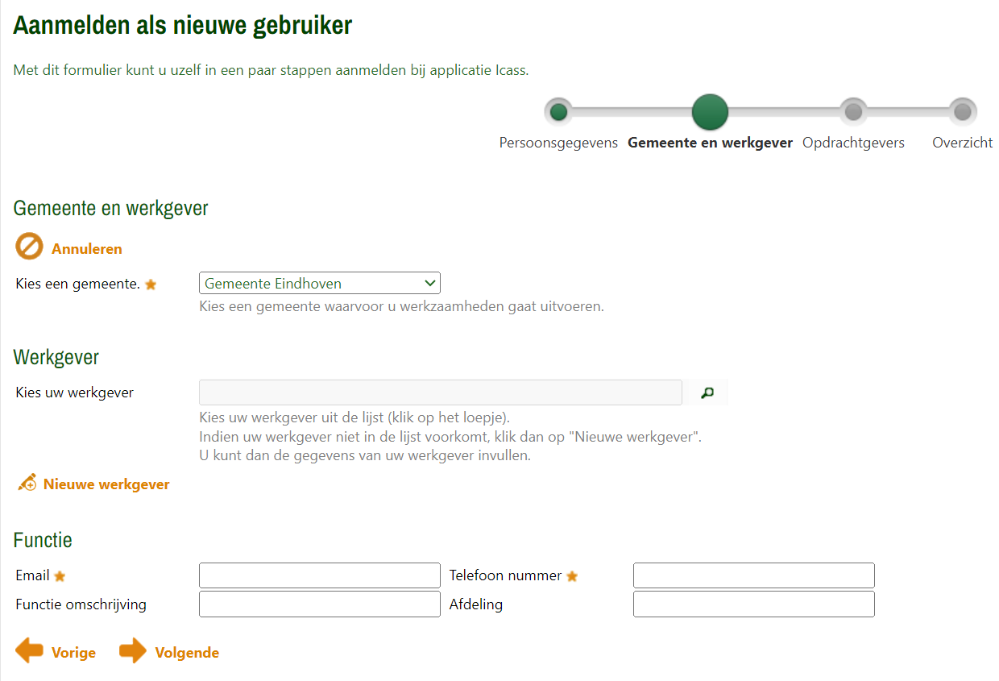 Aanmelden als nieuwe gebruiker
Met dit formulier kunt u uzelf in een paar stappen aanmelden bij applicatie Icass.
Persoonsgegevens Gemeente en werkgever Opdrachtgevers Overzicht
Gemeente en werkgever
Annuleren
Kies een gemeente. Gemeente Eindhoven
Kies een gemeente waarvoor u werkzaamheden gaat uitvoeren.
Werkgever
Kies uw werkgever
Kies uw werkgever uit de lijst (klik op het loepje).
Indien uw werkgever niet in de lijst voorkomt, klik dan op "Nieuwe werkgever".
U kunt dan de gegevens van uw werkgever invullen.
Nieuwe werkgever
Functie
Email Telefoon nummer
Functie omschrijving Afdeling
Vorige Volgende